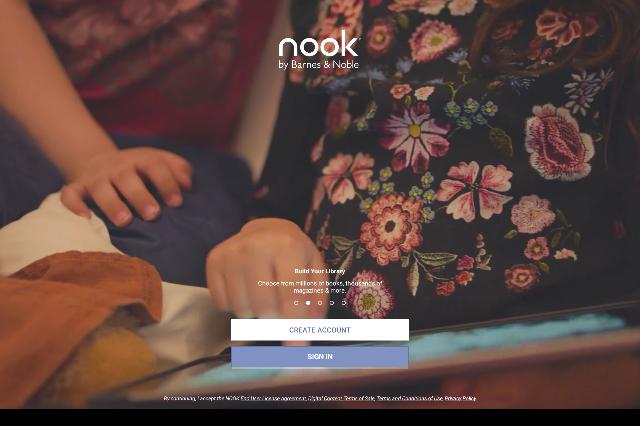 nook
by Barnes & Noble
Build Your Library
Choose from millions of books, thousands of
magazines & more.
CREATE ACCOUNT
SIGN IN
By continuing, I accept the NOOK End User License Agreement, Digital Content Terms of Sale, Terms and Conditions of Use, Privacy Policy.